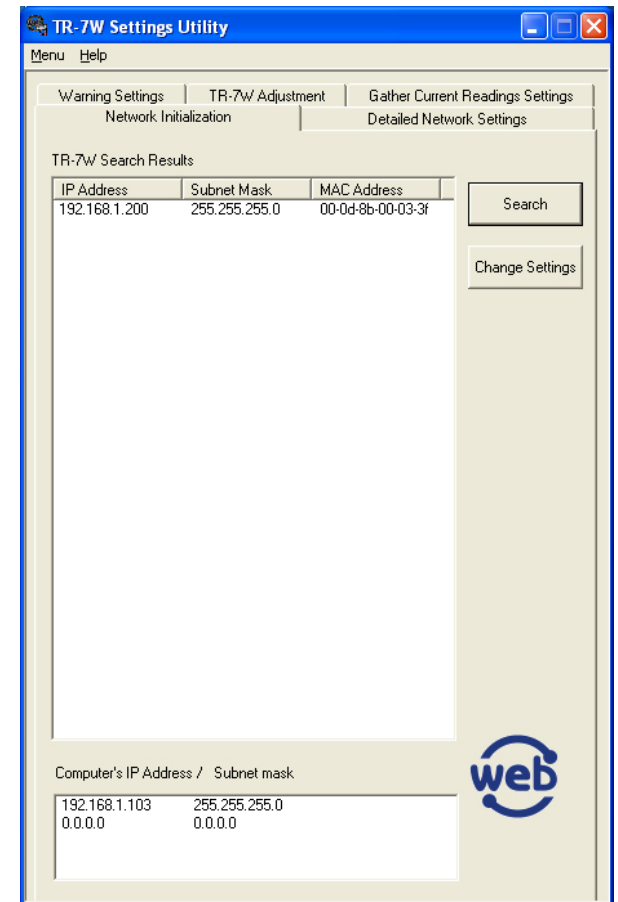 TR-7W Settings Utility
Menu Help
Warning Settings TR-7W Adjustment Gather Current Readings Settings
Network Initialization Detailed Network Settings
TR-7W Search Results
IP Address Subnet Mask MAC Address
192.168.1.200 255.255.255.0 00-0d-8b-00-03-3f
Search
Change Settings
web
Computer's IP Address / Subnet mask
192.168.1.103 255.255.255.0
0.0.0.0 0.0.0.0